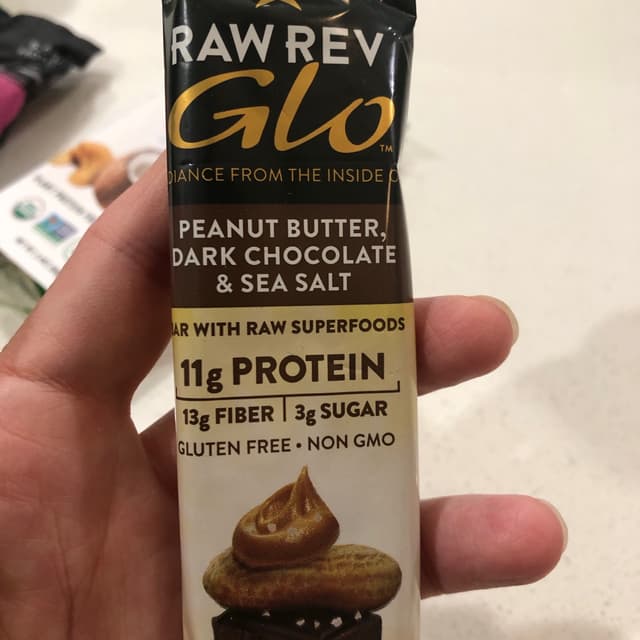 RAW REV
Glo
TM
DIANCE FROM THE INSIDE O
PEANUT BUTTER,
DARK CHOCOLATE
& SEA SALT
AR WITH RAW SUPERFOODS
11g PROTEIN
13g FIBER | 3g SUGAR
GLUTEN FREE • NON GMO